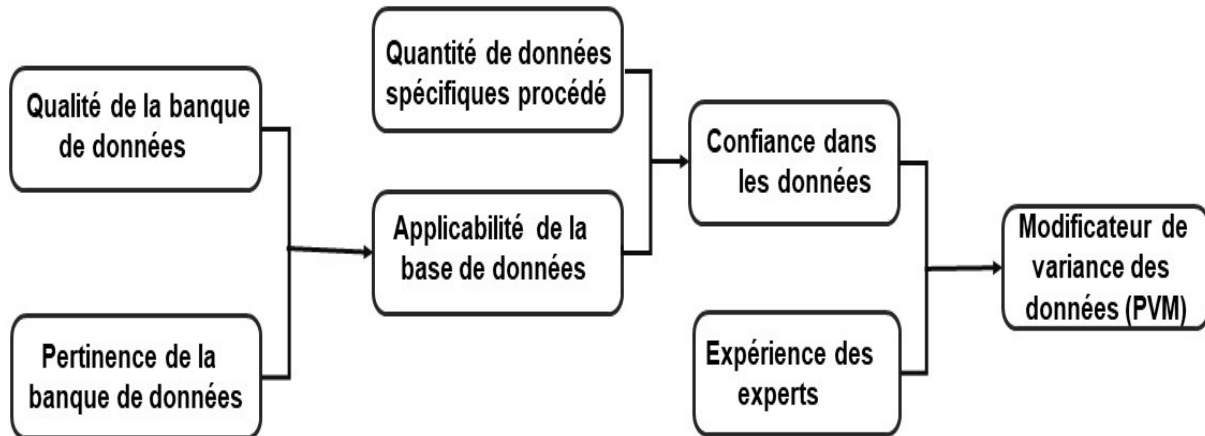 Qualité de la banque
de données
Pertinence de la
banque de données
Quantité de données
spécifiques procédé
Applicabilité de la
base de données
Confiance dans
les données
Expérience des
experts
Modificateur de
variance des
données (PVM)